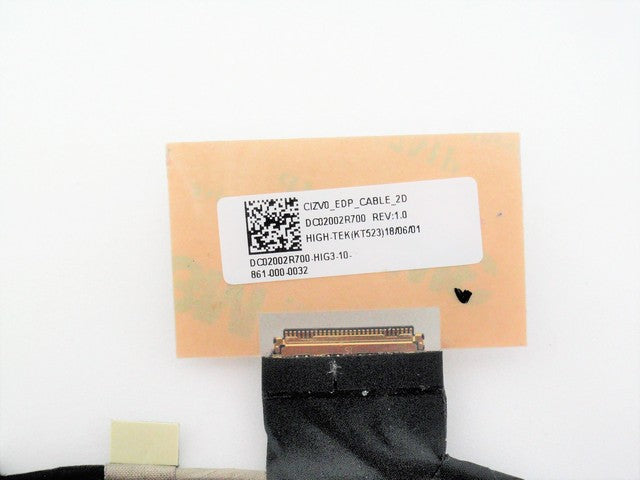 CIZV0_EDP_CABLE_2D
DC02002R700 REV:1.0
HIGH-TEK(KT523)18/06/01
DC02002R700-HIG3-10-
861-000-0032